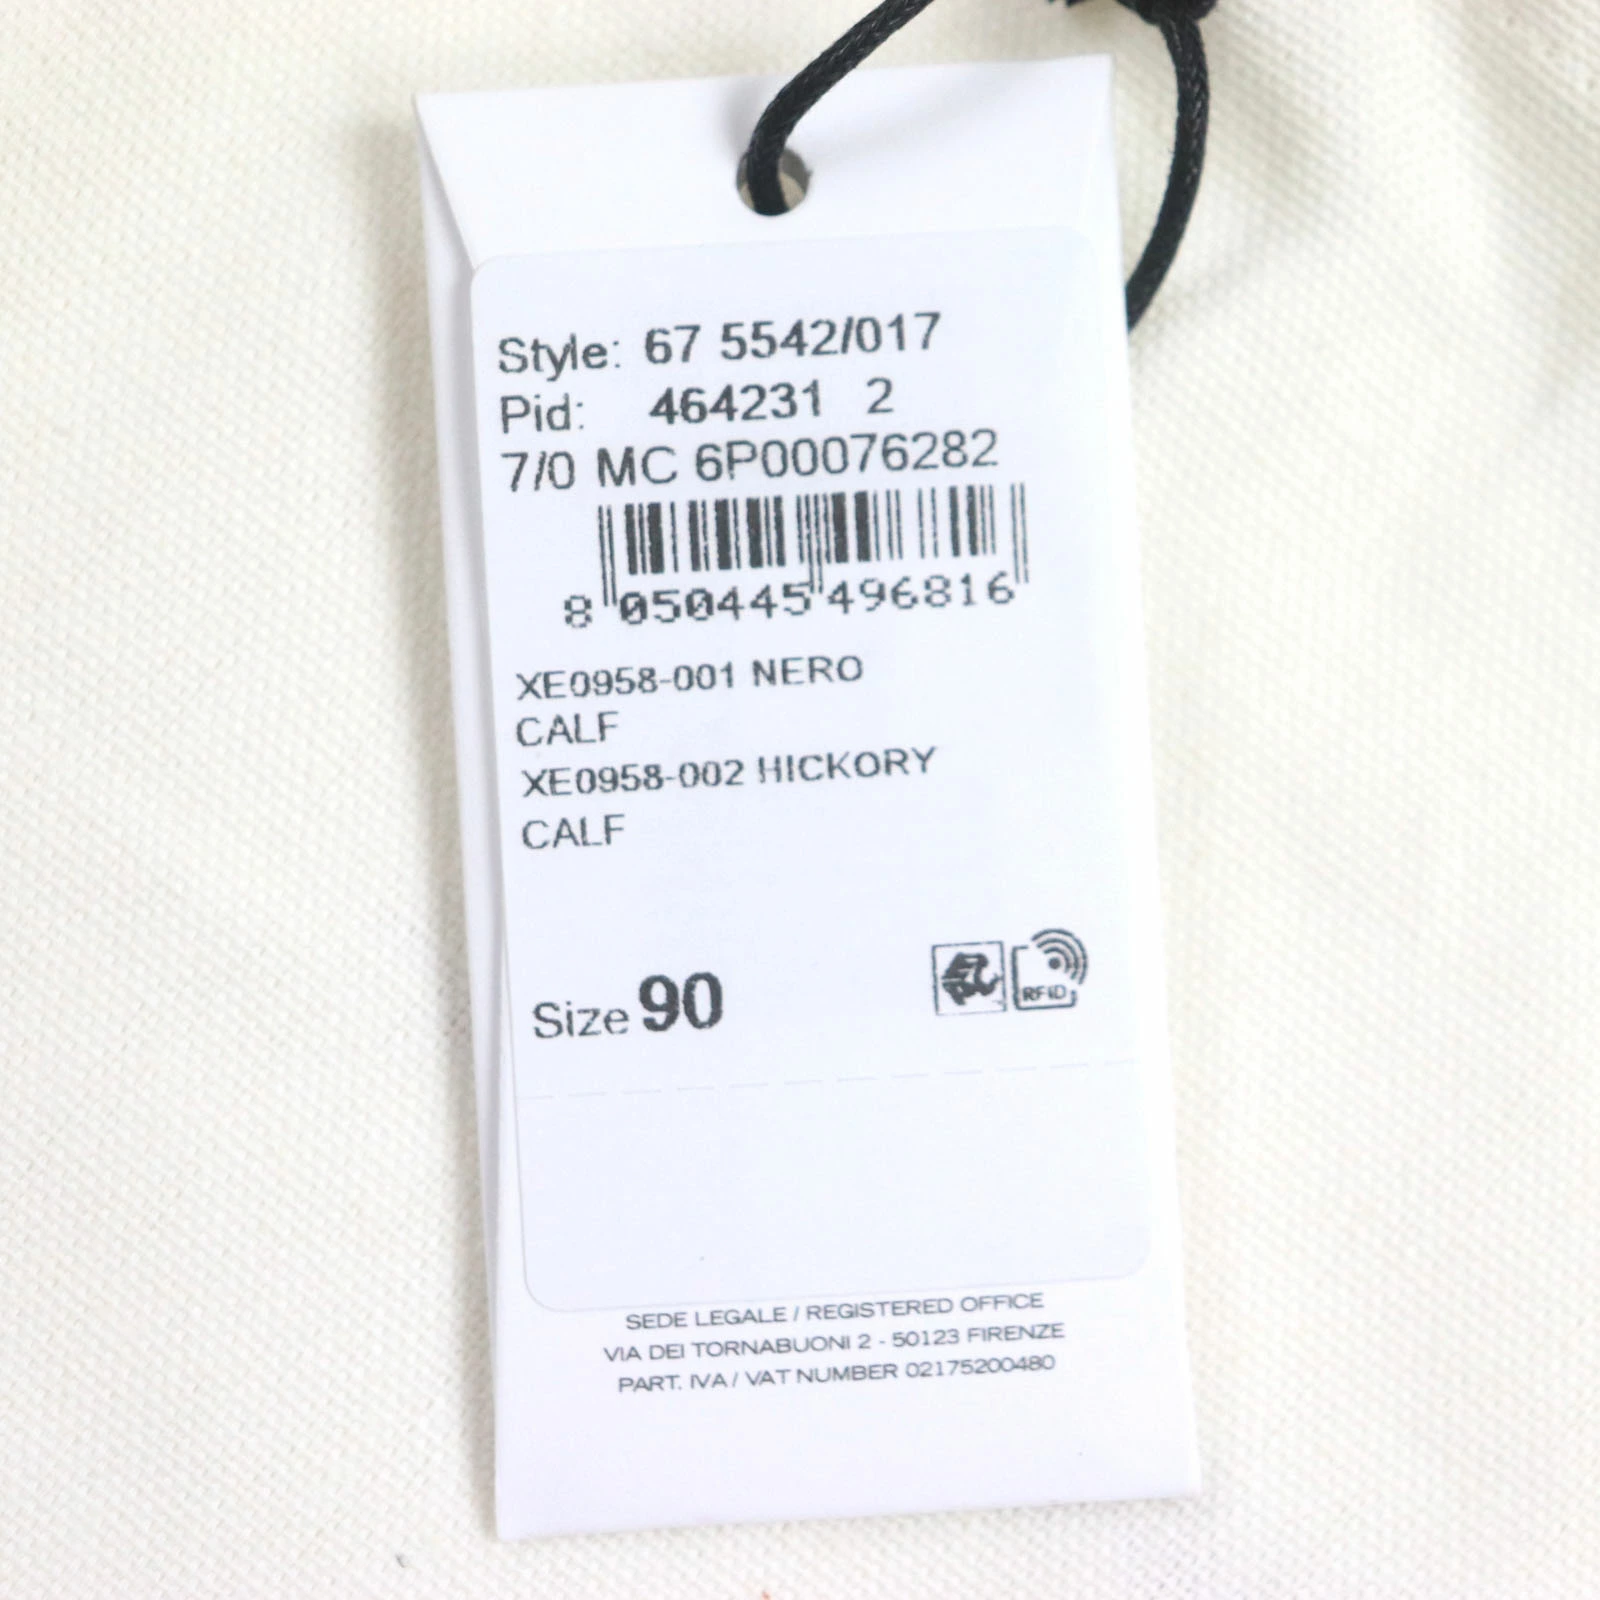 Style: 67 5542/017
Pid: 464231 2
7/0 MC 6P00076282
8 050445 496816
XE0958-001 NERO
CALF
XE0958-002 HICKORY
CALF
Size 90
RFID
SEDE LEGALE / REGISTERED OFFICE
VIA DEI TORNABUONI 2 - 50123 FIRENZE
PART. IVA / VAT NUMBER 02175200480